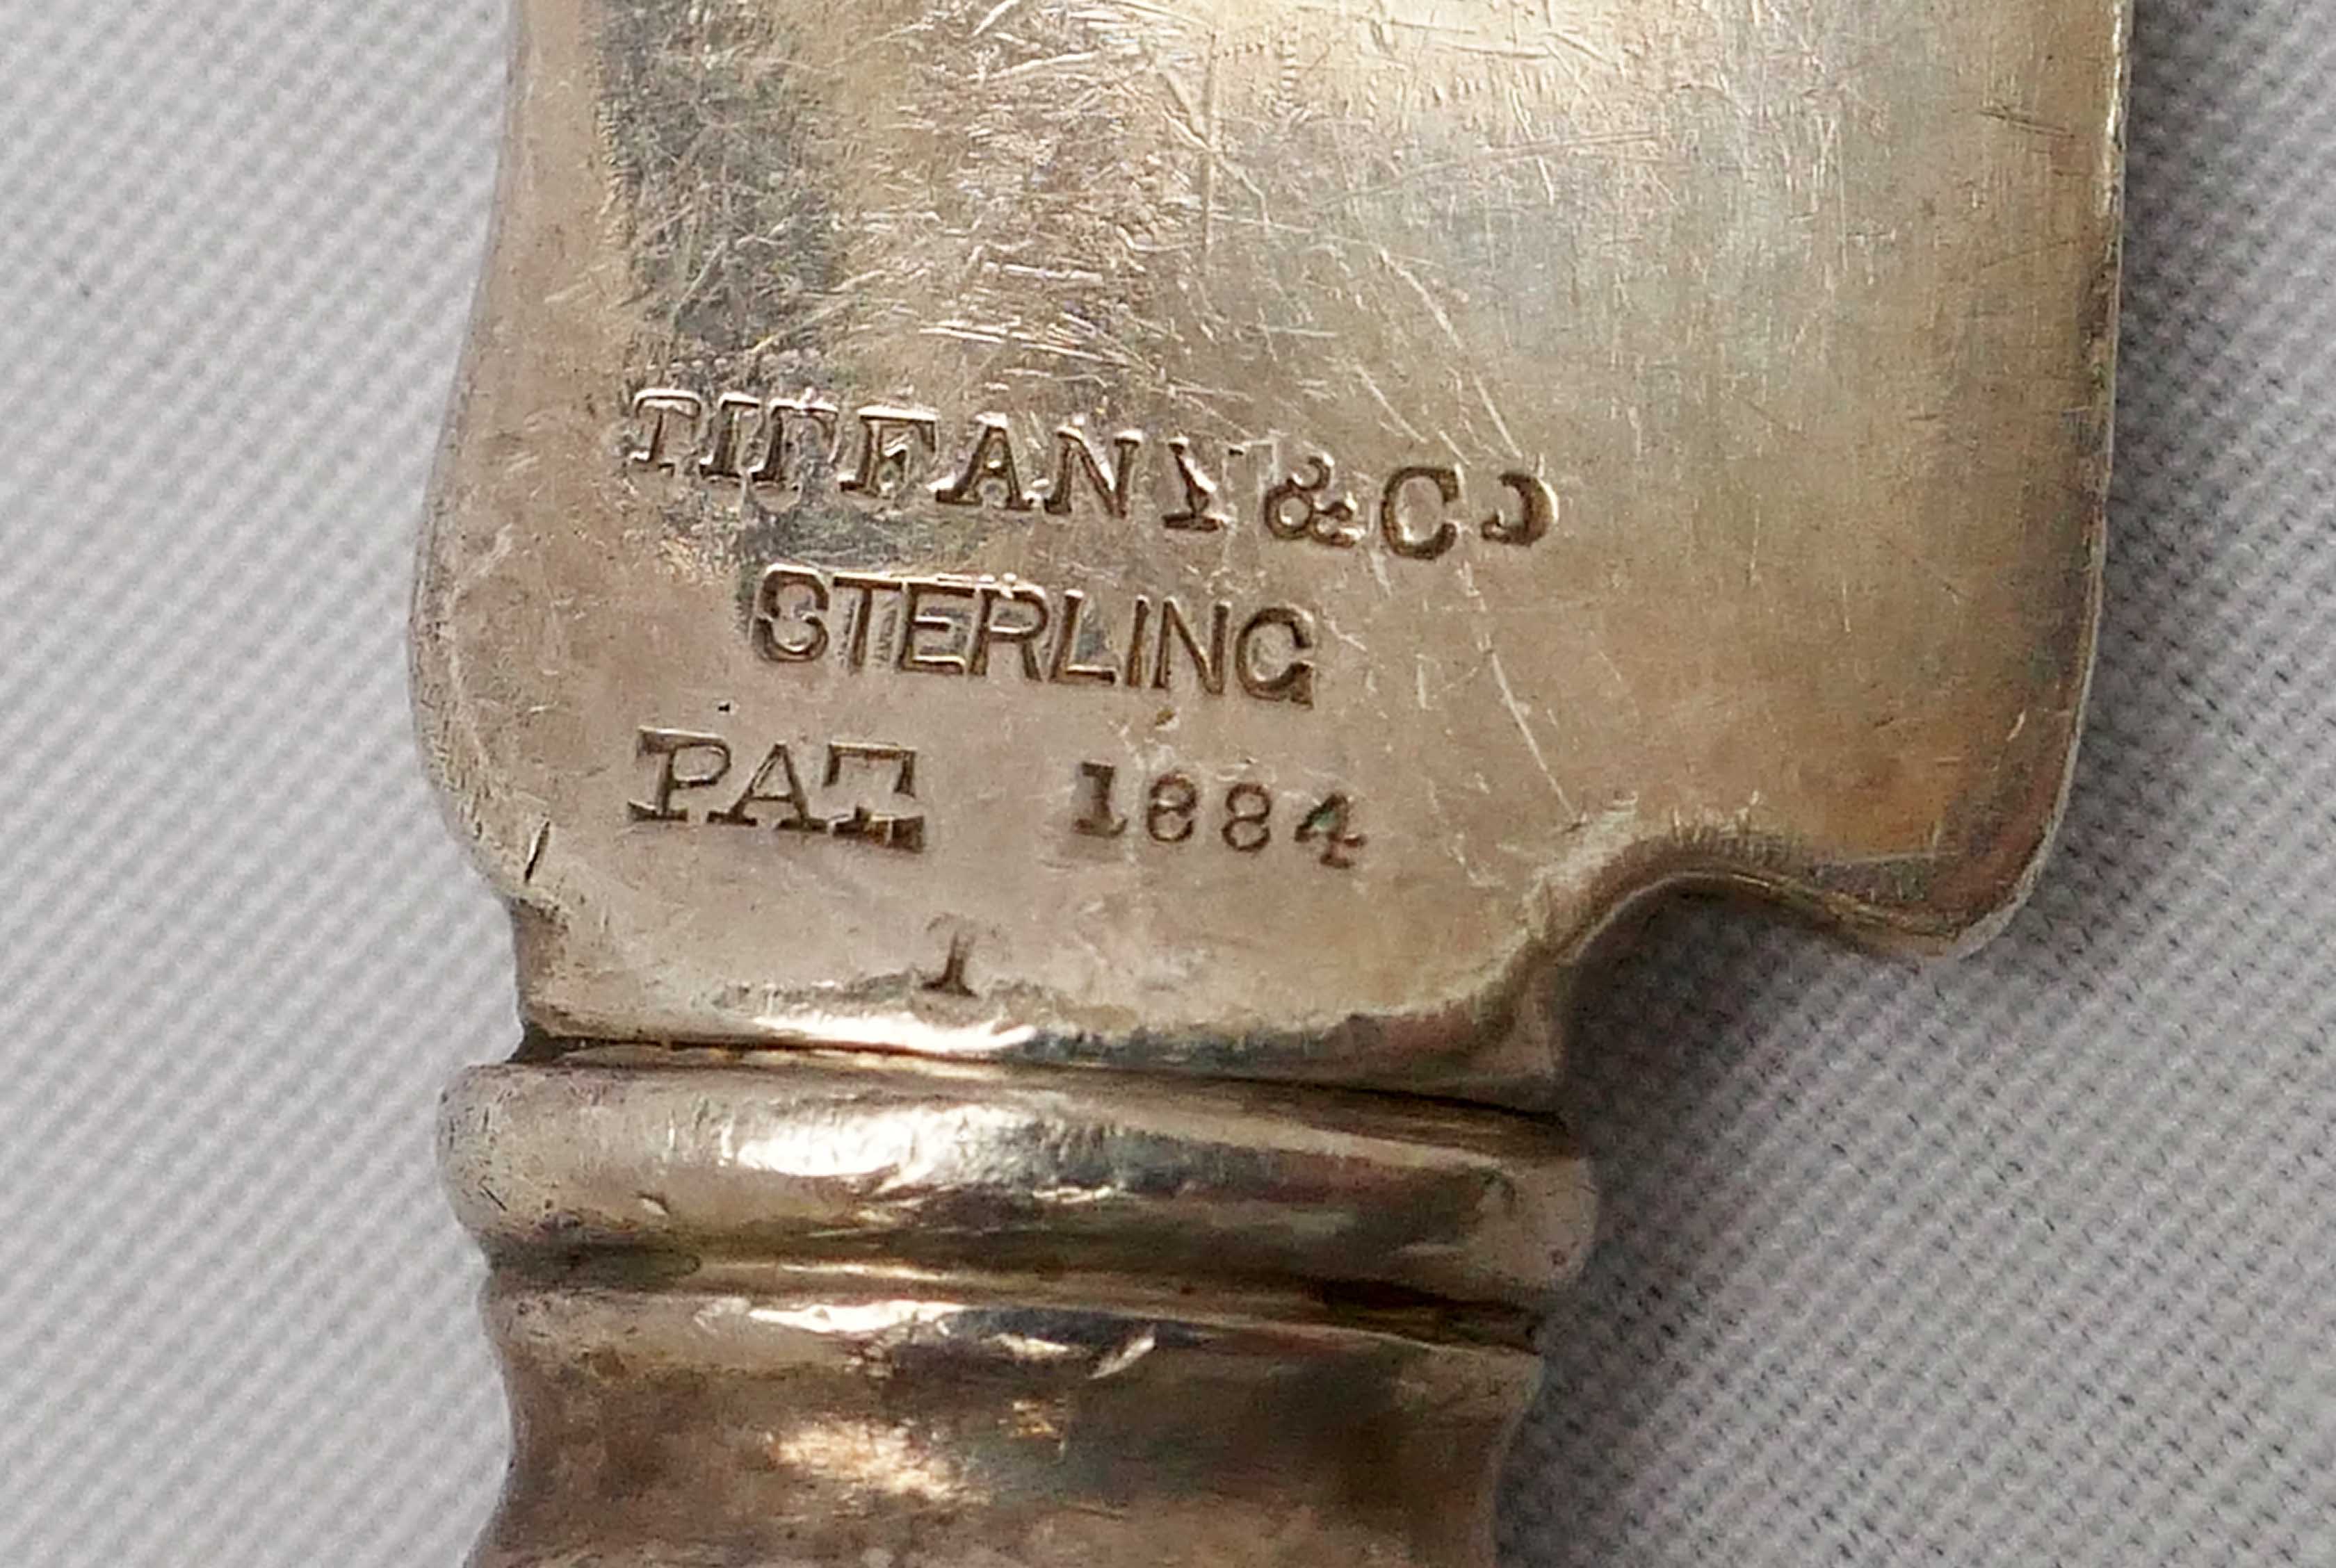 TIFFANY & CO
STERLING
PAT 1884
T